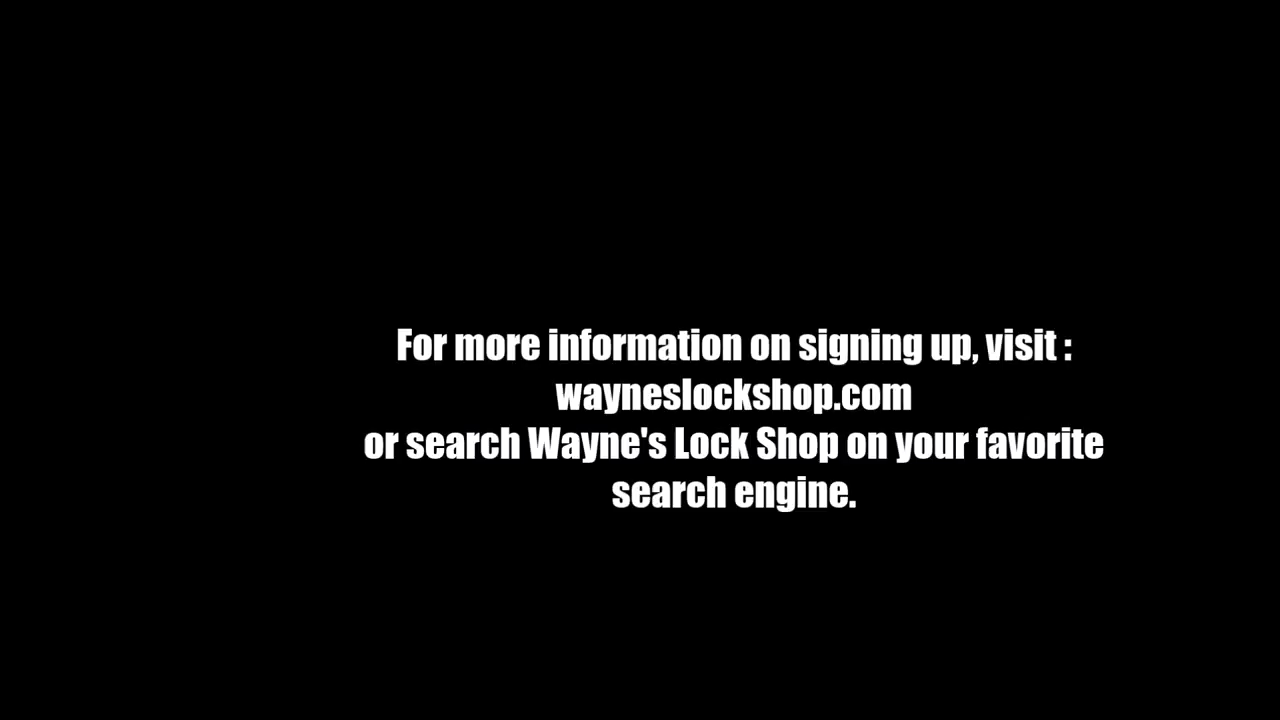 For more information on signing up, visit :
wayneslockshop.com
or search Wayne's Lock Shop on your favorite
search engine.